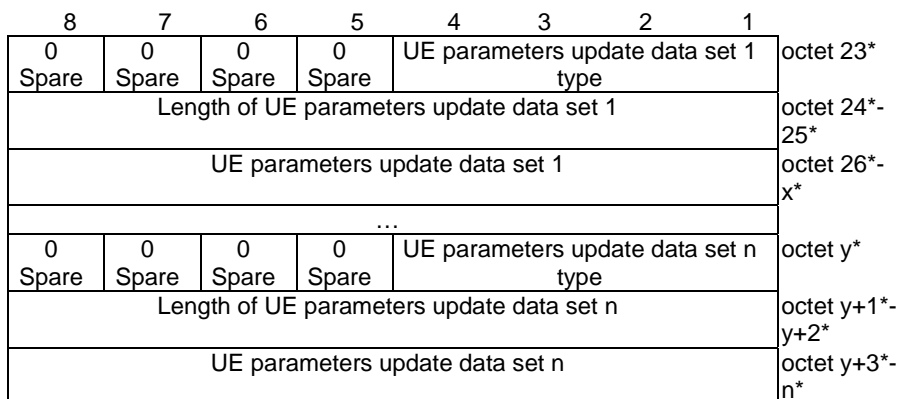 8 7 6 5 4 3 2 1
0 0 0 0 UE parameters update data set 1 octet 23*
Spare Spare Spare Spare type
Length of UE parameters update data set 1 octet 24*-
25*
UE parameters update data set 1 octet 26*-
x*
…
0 0 0 0 UE parameters update data set n octet y*
Spare Spare Spare Spare type
Length of UE parameters update data set n octet y+1*-
y+2*
UE parameters update data set n octet y+3*-
n*